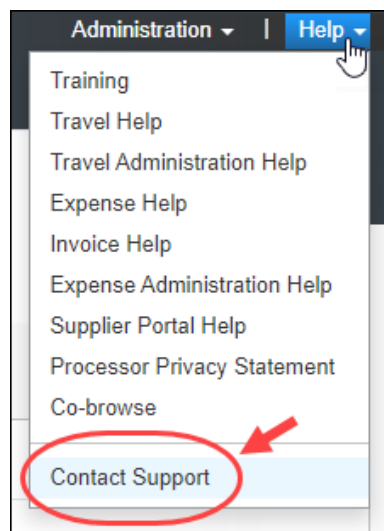 Administration | Help
Training
Travel Help
Travel Administration Help
Expense Help
Invoice Help
Expense Administration Help
Supplier Portal Help
Processor Privacy Statement
Co-browse
Contact Support